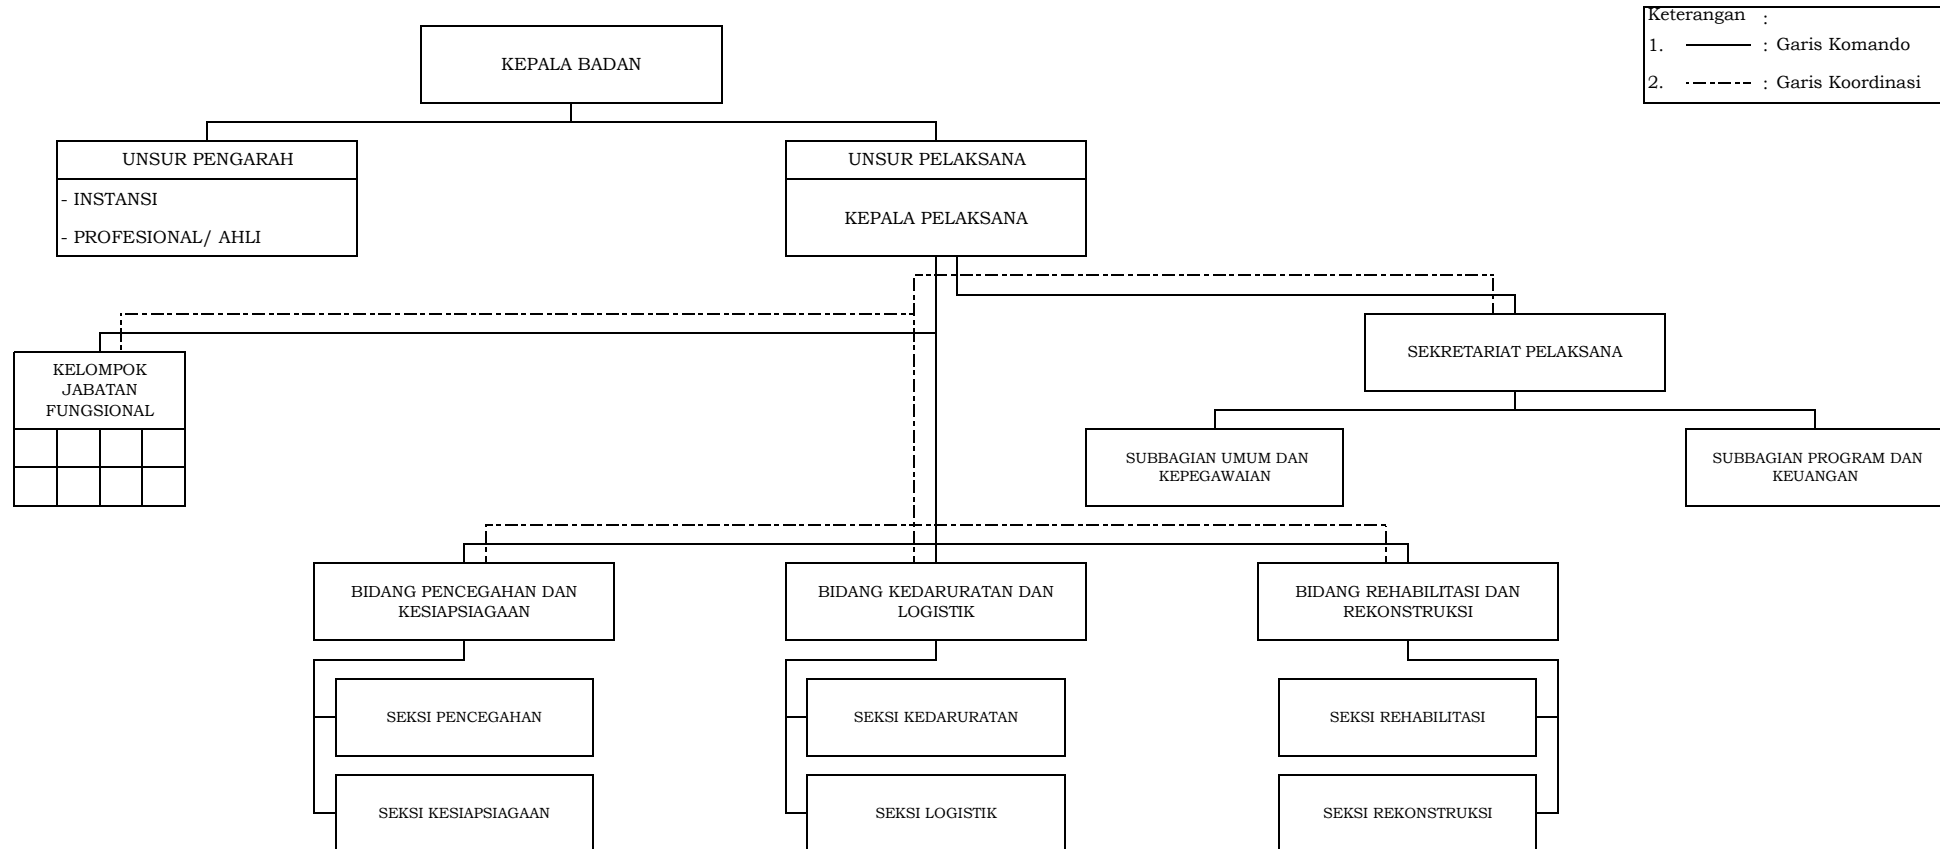 Keterangan :
1. : Garis Komando
2. : Garis Koordinasi
KEPALA BADAN
UNSUR PENGARAH
- INSTANSI
- PROFESIONAL/ AHLI
UNSUR PELAKSANA
KEPALA PELAKSANA
SEKRETARIAT PELAKSANA
KELOMPOK
JABATAN
FUNGSIONAL
SUBBAGIAN UMUM DAN
KEPEGAWAIAN
SUBBAGIAN PROGRAM DAN
KEUANGAN
BIDANG PENCEGAHAN DAN
KESIAPSIAGAAN
BIDANG KEDARURATAN DAN
LOGISTIK
BIDANG REHABILITASI DAN
REKONSTRUKSI
SEKSI PENCEGAHAN
SEKSI KEDARURATAN
SEKSI REHABILITASI
SEKSI KESIAPSIAGAAN
SEKSI LOGISTIK
SEKSI REKONSTRUKSI